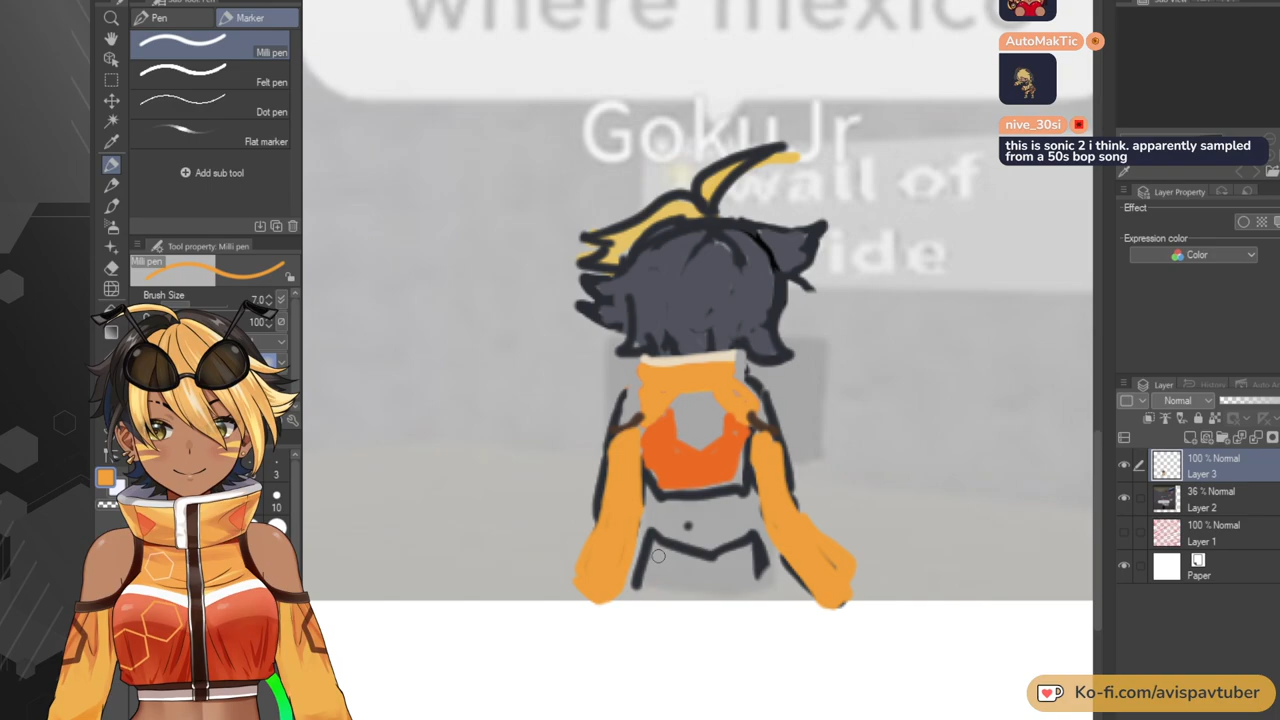 Pen
Marker
Milli pen
Felt pen
Dot pen
Flat marker
Add sub tool
Tool property: Milli pen
Milli pen
Brush Size
7.0
100
3
10
where Mexico
Goku Jr
wall of
ide
AutoMakTic
nive_30si
this is sonic 2 i think. apparently sampled
from a 50s bop song
Layer Property
Effect
Expression color
Color
Layer
Normal
100 % Normal
Layer 3
36 % Normal
Layer 2
100 % Normal
Layer 1
Paper
Ko-fi.com/avispavtuber